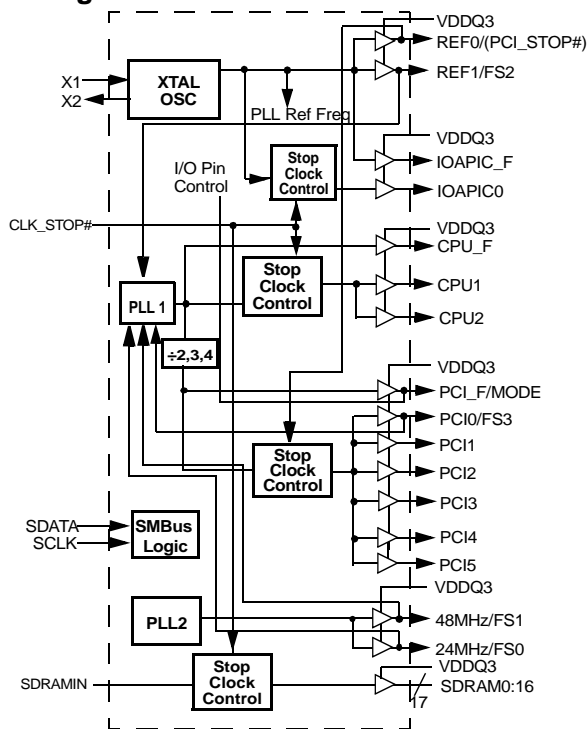 VDDQ3
REF0/(PCI_STOP#)
X1
XTAL
OSC
REF1/FS2
X2
PLL Ref Freq
VDDQ3
I/O Pin
Control
Stop
Clock
Control
IOAPIC_F
IOAPIC0
CLK_STOP#
VDDQ3
CPU_F
Stop
Clock
Control
CPU1
PLL 1
CPU2
÷2,3,4
VDDQ3
PCI_F/MODE
PCI0/FS3
Stop
Clock
Control
PCI1
PCI2
PCI3
SDATA
SMBus
Logic
SCLK
PCI4
PCI5
VDDQ3
PLL2
48MHz/FS1
24MHz/FS0
Stop
Clock
Control
VDDQ3
SDRAMIN
SDRAM0:16
17